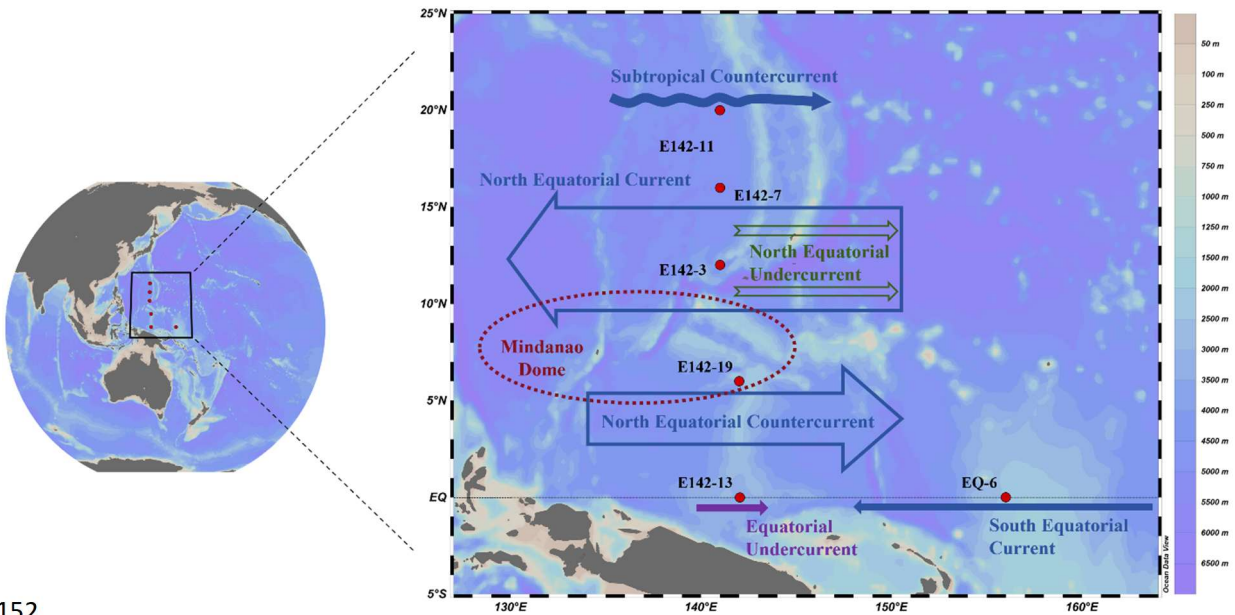 25°N
20°N
15°N
10°N
5°N
EQ
5°S
130°E
140°E
150°E
160°E
Subtropical Countercurrent
E142-11
North Equatorial Current
E142-7
E142-3
North Equatorial
Undercurrent
Mindanao
Dome
E142-19
North Equatorial Countercurrent
E142-13
EQ-6
Equatorial
Undercurrent
South Equatorial
Current
Ocean Data View
50 m
100 m
250 m
500 m
750 m
1000 m
1500 m
2000 m
2500 m
3000 m
3500 m
4000 m
4500 m
5000 m
5500 m
6000 m
6500 m
152